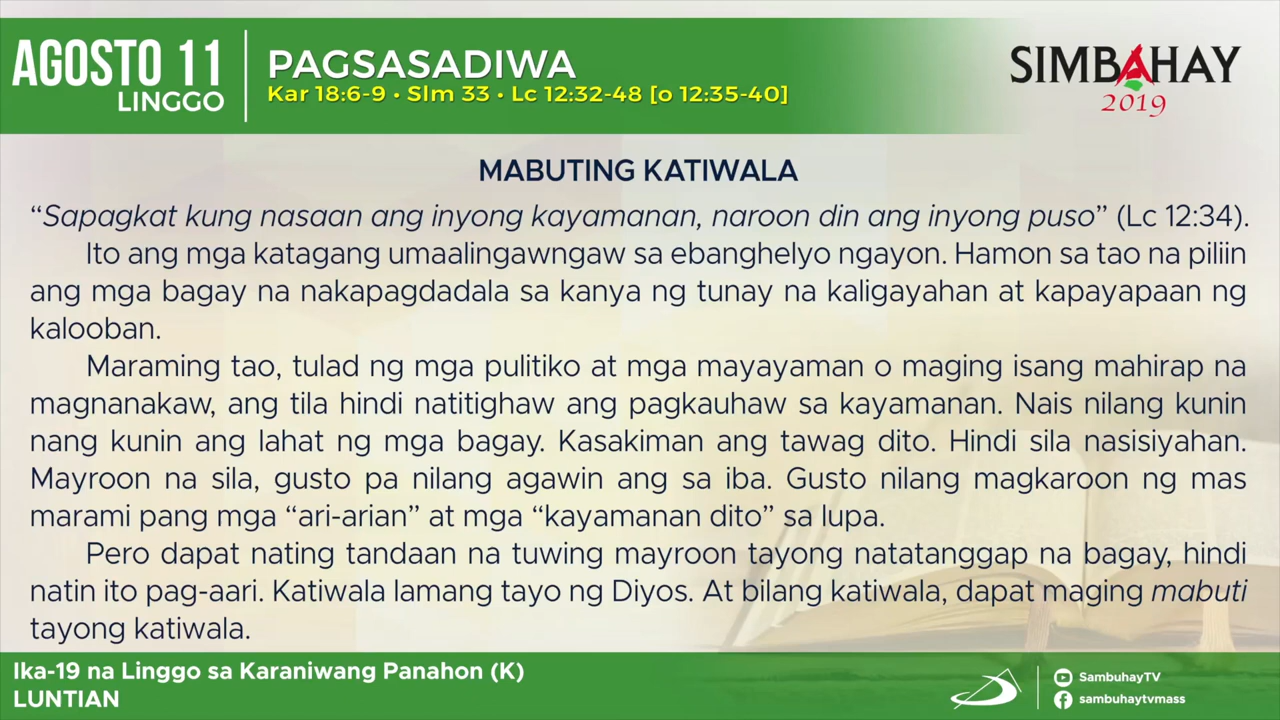 AGOSTO 11
LINGGO
PAGSASADIWA
Kar 18:6-9 • Slm 33 • Lc 12:32-48 [o 12:35-40]
SIMBAHAY
2019
MABUTING KATIWALA
“Sapagkat kung nasaan ang inyong kayamanan, naroon din ang inyong puso” (Lc 12:34).
Ito ang mga katagang umaalingawngaw sa ebanghelyo ngayon. Hamon sa tao na piliin
ang mga bagay na nakapagdadala sa kanya ng tunay na kaligayahan at kapayapaan ng
kalooban.
Maraming tao, tulad ng mga pulitiko at mga mayayaman o maging isang mahirap na
magnanakaw, ang tila hindi natitighaw ang pagkauhaw sa kayamanan. Nais nilang kunin
nang kunin ang lahat ng mga bagay. Kasakiman ang tawag dito. Hindi sila nasisiyahan.
Mayroon na sila, gusto pa nilang agawin ang sa iba. Gusto nilang magkaroon ng mas
marami pang mga “ari-arian” at mga “kayamanan dito” sa lupa.
Pero dapat nating tandaan na tuwing mayroon tayong natatanggap na bagay, hindi
natin ito pag-aari. Katiwala lamang tayo ng Diyos. At bilang katiwala, dapat maging mabuti
tayong katiwala.
Ika-19 na Linggo sa Karaniwang Panahon (K)
LUNTIAN
SambuhayTV
sambuhaytvmass